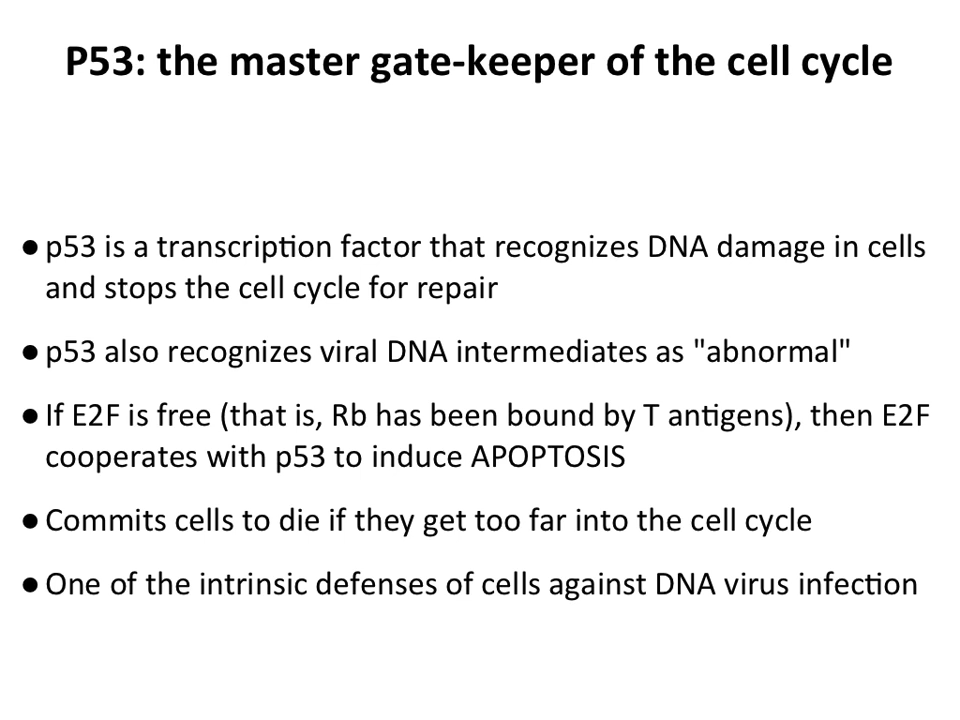 P53: the master gate-keeper of the cell cycle
● p53 is a transcription factor that recognizes DNA damage in cells
and stops the cell cycle for repair
● p53 also recognizes viral DNA intermediates as "abnormal"
● If E2F is free (that is, Rb has been bound by T antigens), then E2F
cooperates with p53 to induce APOPTOSIS
● Commits cells to die if they get too far into the cell cycle
● One of the intrinsic defenses of cells against DNA virus infection